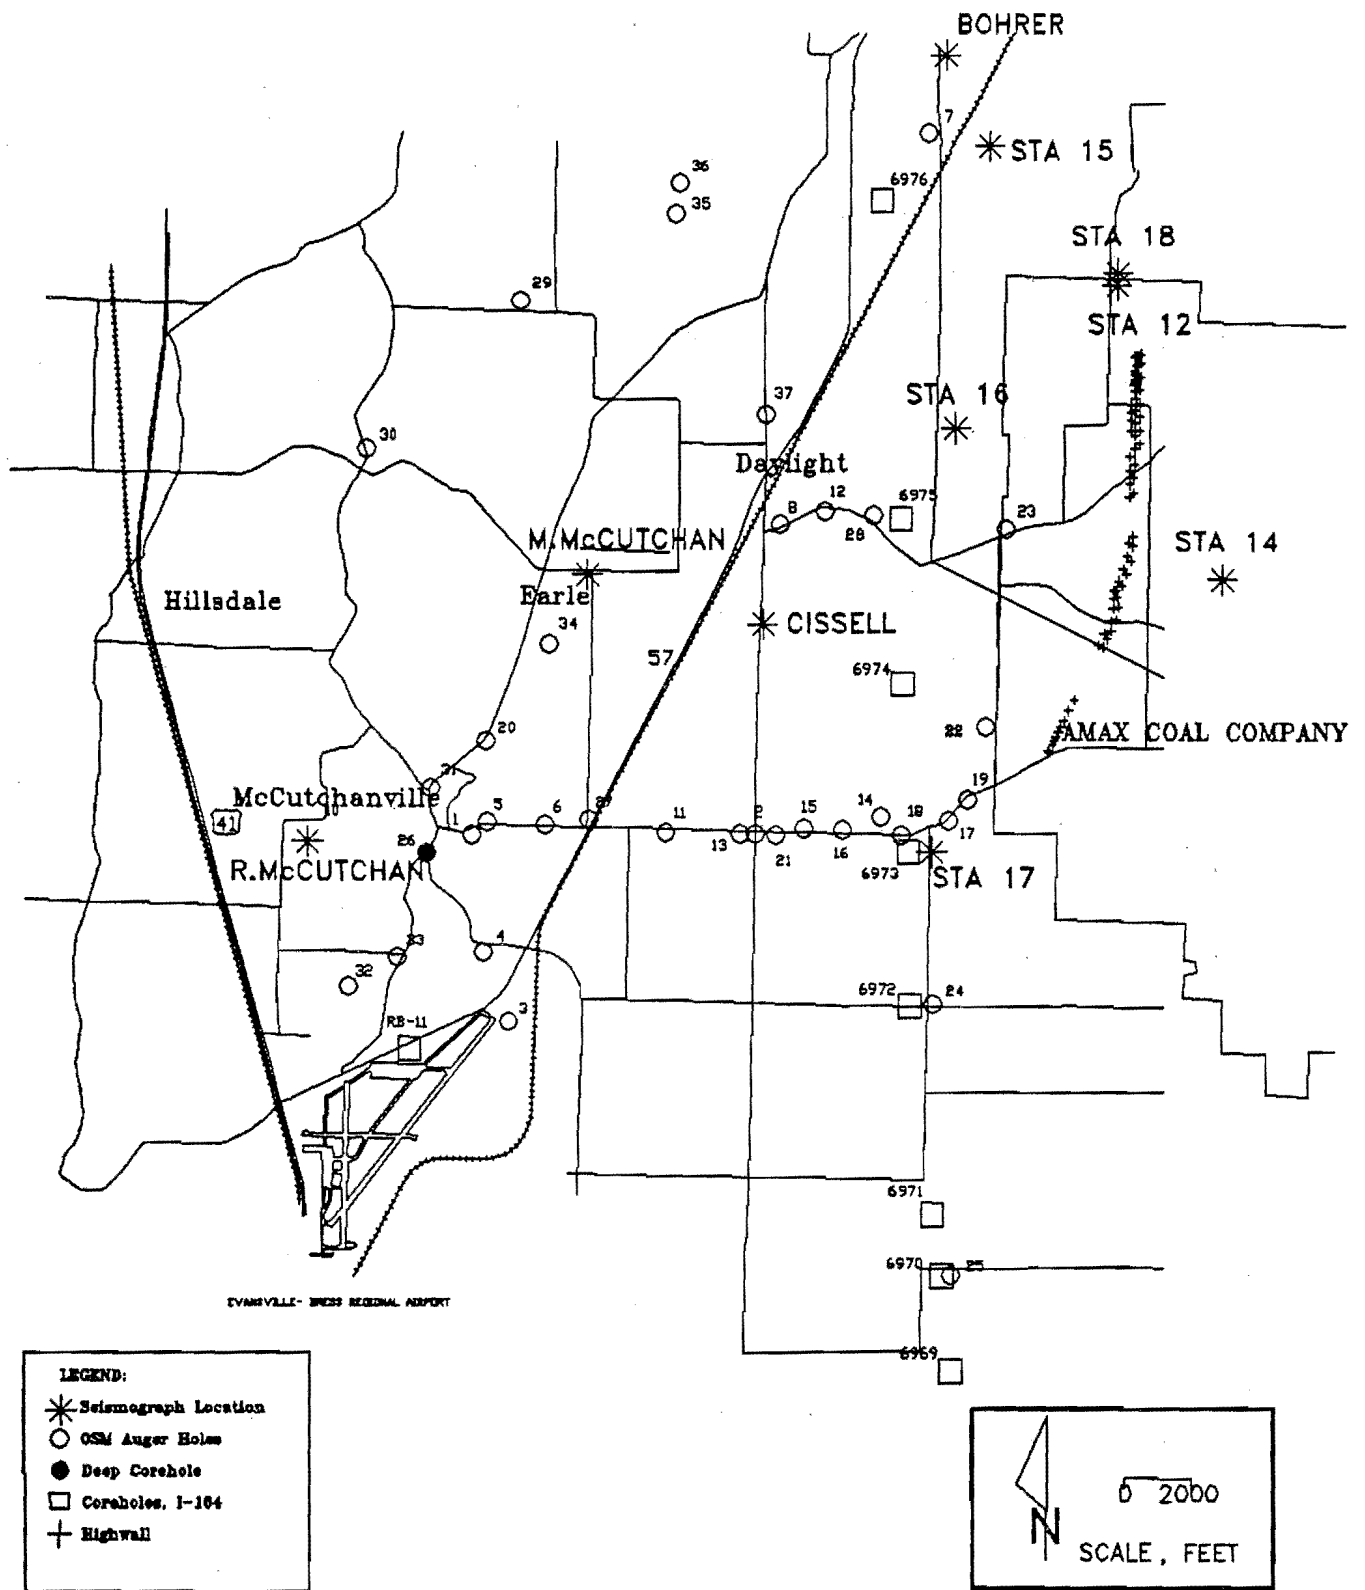 BOHRER
7
STA 15
36
6976
35
STA 18
29
STA 12
STA 16
37
30
Daylight
12
6975
8
28
23
M.McCUTCHAN
STA 14
Hillsdale
Earle
34
CISSELL
57
6974
20
22
AMAX COAL COMPANY
19
McCutchanville
5
6
11
2
15
14
18
41
1
13
21
16
17
26
6973
R.McCUTCHAN
STA 17
4
32
6972
24
3
RB-11
6971
6970
25
6969
EVANSVILLE- DRESS REGIONAL AIRPORT
LEGEND:
Seismograph Location
OSM Auger Holes
Deep Corehole
Coreholes, I-164
Highwall
0 2000
N
SCALE, FEET